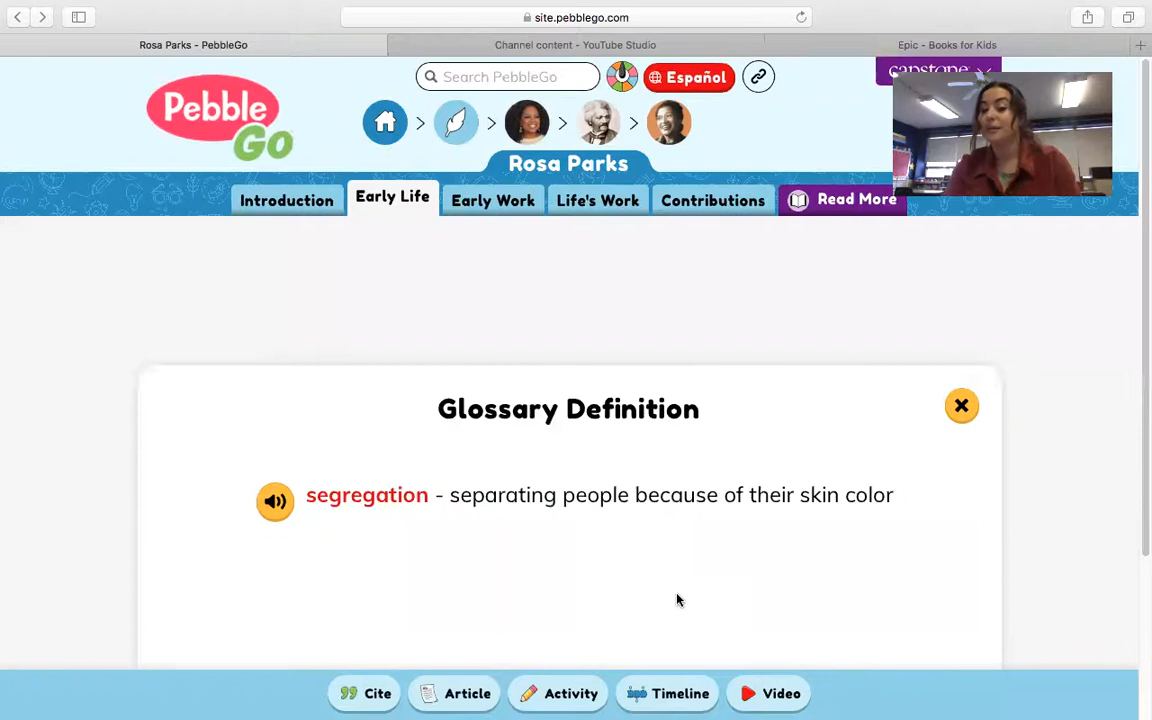 site.pebblego.com
Rosa Parks - PebbleGo
Channel content - YouTube Studio
Epic - Books for Kids
Pebble
Go
Search PebbleGo
Español
capstone
Rosa Parks
Introduction
Early Life
Early Work
Life's Work
Contributions
Read More
Glossary Definition
segregation - separating people because of their skin color
Cite
Article
Activity
Timeline
Video